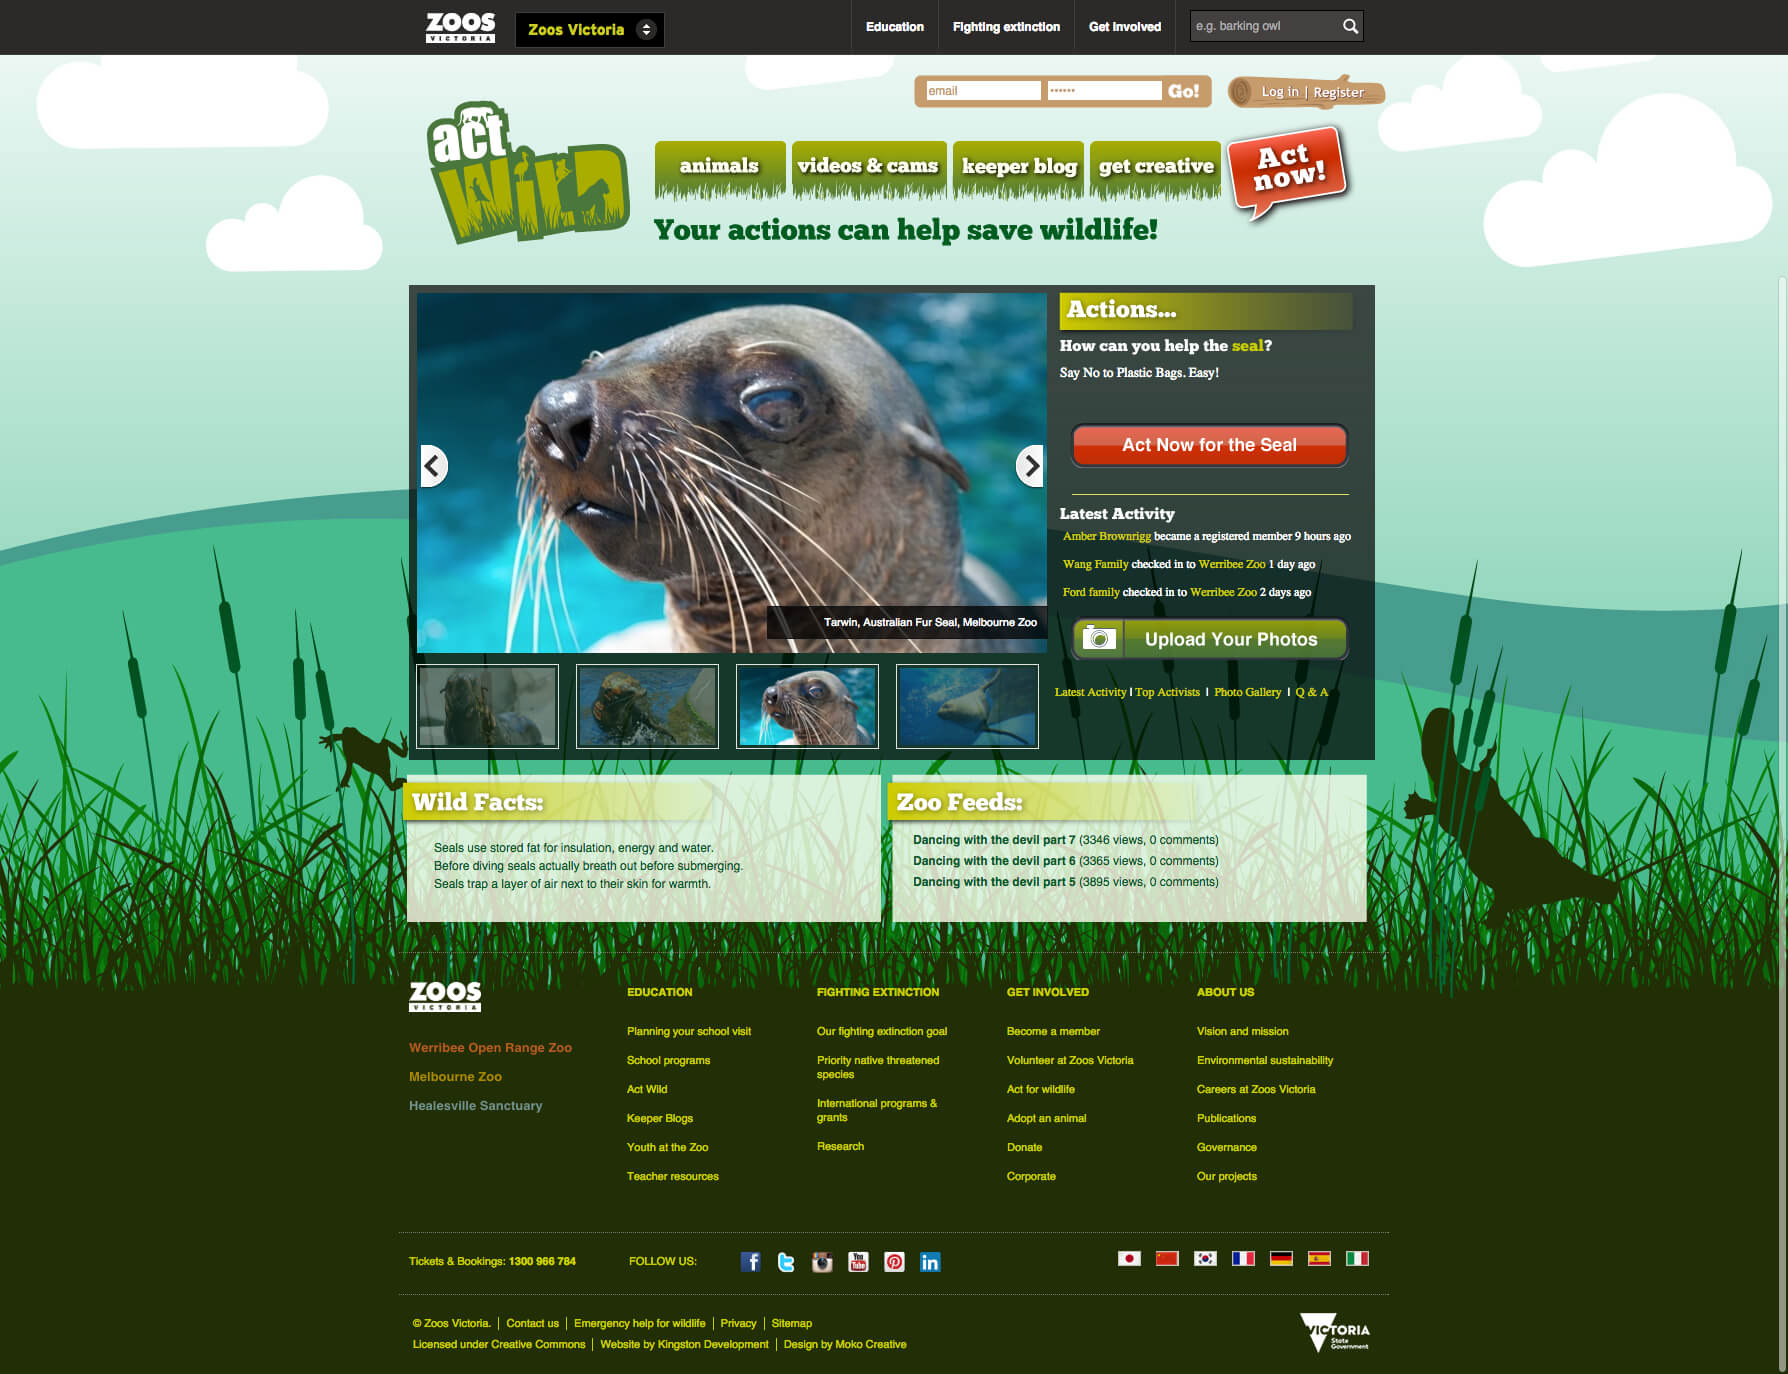 ZOOS
VICTORIA
Zoos Victoria
Education
Fighting extinction
Get involved
e.g. barking owl
email
••••••
Go!
Log in | Register
act
Wild
animals
videos & cams
keeper blog
get creative
Act
now!
Your actions can help save wildlife!
Tarwin, Australian Fur Seal, Melbourne Zoo
Actions...
How can you help the seal?
Say No to Plastic Bags. Easy!
Act Now for the Seal
Latest Activity
Amber Brownrigg became a registered member 9 hours ago
Wang Family checked in to Werribee Zoo 1 day ago
Ford family checked in to Werribee Zoo 2 days ago
Upload Your Photos
Latest Activity | Top Activists | Photo Gallery | Q & A
Wild Facts:
Seals use stored fat for insulation, energy and water.
Before diving seals actually breath out before submerging.
Seals trap a layer of air next to their skin for warmth.
Zoo Feeds:
Dancing with the devil part 7 (3346 views, 0 comments)
Dancing with the devil part 6 (3365 views, 0 comments)
Dancing with the devil part 5 (3895 views, 0 comments)
ZOOS
VICTORIA
Werribee Open Range Zoo
Melbourne Zoo
Healesville Sanctuary
EDUCATION
Planning your school visit
School programs
Act Wild
Keeper Blogs
Youth at the Zoo
Teacher resources
FIGHTING EXTINCTION
Our fighting extinction goal
Priority native threatened
species
International programs &
grants
Research
GET INVOLVED
Become a member
Volunteer at Zoos Victoria
Act for wildlife
Adopt an animal
Donate
Corporate
ABOUT US
Vision and mission
Environmental sustainability
Careers at Zoos Victoria
Publications
Governance
Our projects
Tickets & Bookings: 1300 966 784
FOLLOW US:
You
Tube
in
© Zoos Victoria. | Contact us | Emergency help for wildlife | Privacy | Sitemap
Licensed under Creative Commons | Website by Kingston Development | Design by Moko Creative
VICTORIA
State
Government